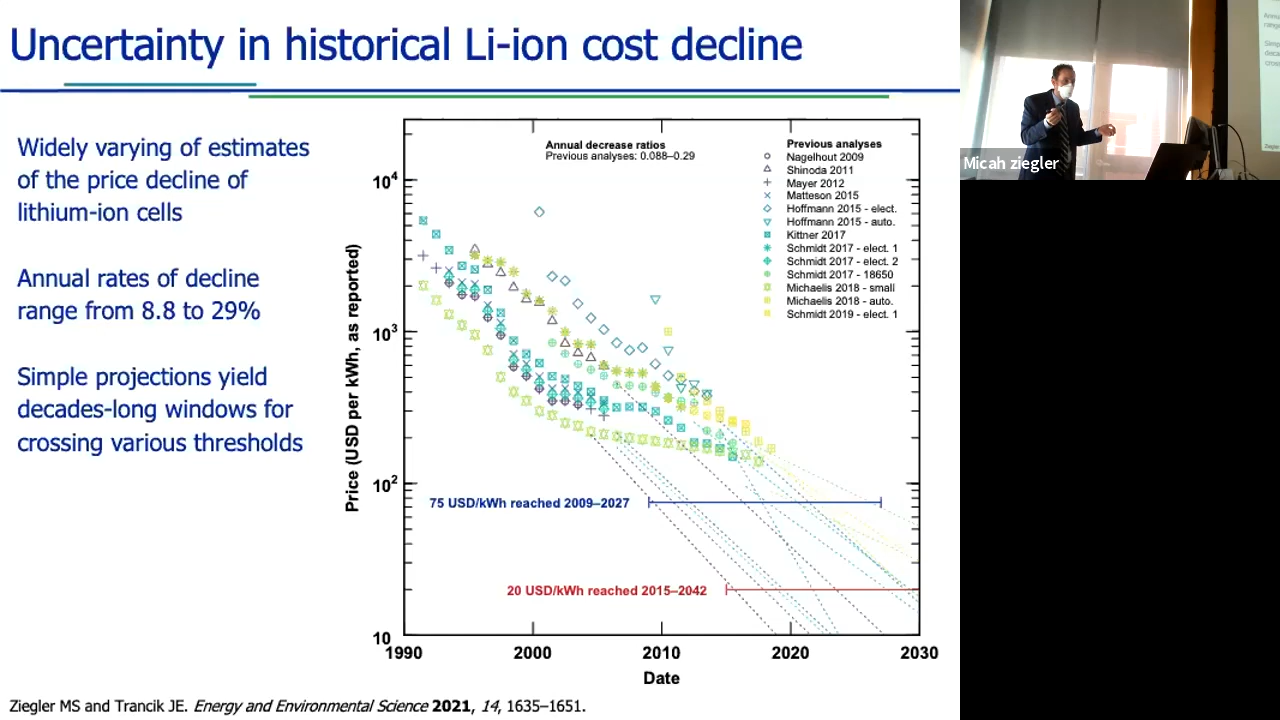 Uncertainty in historical Li-ion cost decline
Widely varying of estimates
of the price decline of
lithium-ion cells
Annual rates of decline
range from 8.8 to 29%
Simple projections yield
decades-long windows for
crossing various thresholds
Annual decrease ratios
Previous analyses: 0.088–0.29
Previous analyses
Nagelhout 2009
Shinoda 2011
Mayer 2012
Matteson 2015
Hoffmann 2015 - elect.
Hoffmann 2015 - auto.
Kittner 2017
Schmidt 2017 - elect. 1
Schmidt 2017 - elect. 2
Schmidt 2017 - 18650
Michaelis 2018 - small
Michaelis 2018 - auto.
Schmidt 2019 - elect. 1
Price (USD per kWh, as reported)
10⁴
10³
10²
10
75 USD/kWh reached 2009–2027
20 USD/kWh reached 2015–2042
1990 2000 2010 2020 2030
Date
Ziegler MS and Trancik JE. Energy and Environmental Science 2021, 14, 1635–1651.
Micah ziegler